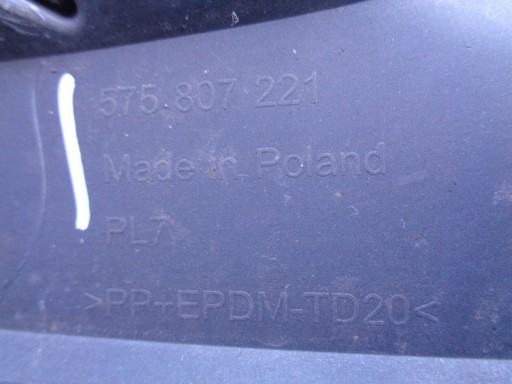 575 807 221
Made in Poland
PL7
>PP+EPDM-TD20<